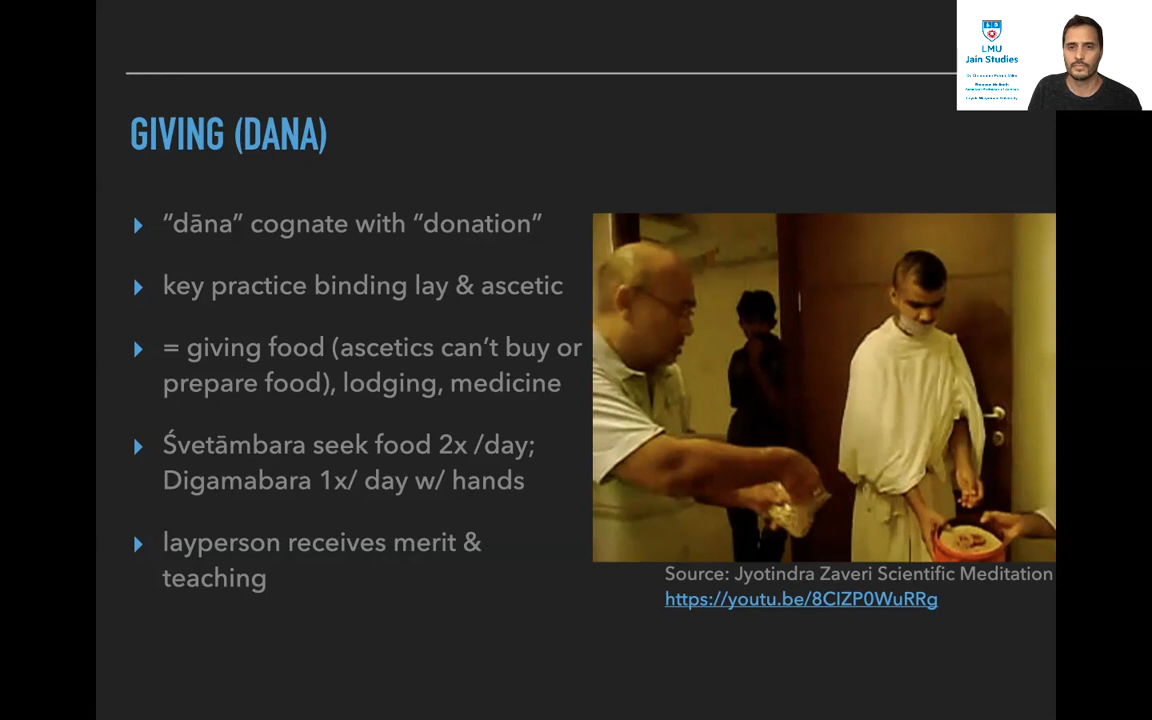 LMU
Jain Studies
GIVING (DANA)
“dāna” cognate with “donation”
key practice binding lay & ascetic
= giving food (ascetics can’t buy or
prepare food), lodging, medicine
Śvetāmbara seek food 2x /day;
Digamabara 1x/ day w/ hands
layperson receives merit &
teaching
Source: Jyotindra Zaveri Scientific Meditation
https://youtu.be/8CIZP0WuRRg